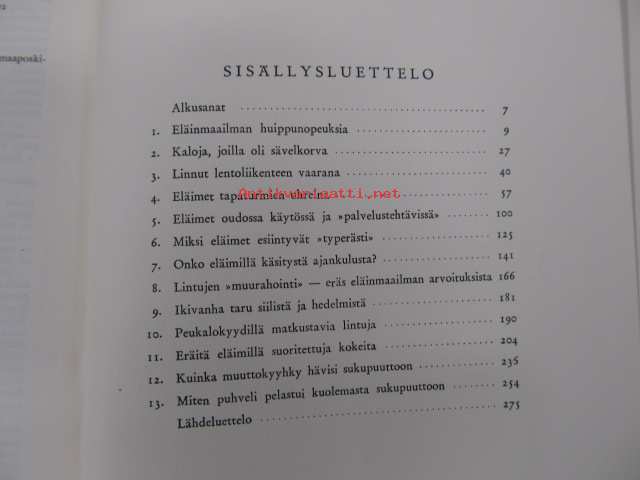 maaposki-
SISÄLLYSLUETTELO
Alkusanat 7
1. Eläinmaailman huippunopeuksia 9
2. Kaloja, joilla oli sävelkorva 27
3. Linnut lentoliikenteen vaarana 40
4. Eläimet tapaturmien uhreina 57
Antikvariaatti.net
5. Eläimet oudossa käytössä ja »palvelustehtävissä» 100
6. Miksi eläimet esiintyvät »typerästi» 125
7. Onko eläimillä käsitystä ajankulusta? 141
8. Lintujen »muurahointi» — eräs eläinmaailman arvoituksista 166
9. Ikivanha taru siilistä ja hedelmistä 181
10. Peukalokyydillä matkustavia lintuja 190
11. Eräitä eläimillä suoritettuja kokeita 204
12. Kuinka muuttokyyhky hävisi sukupuuttoon 236
13. Miten puhveli pelastui kuolemasta sukupuuttoon 254
Lähdeluettelo 275